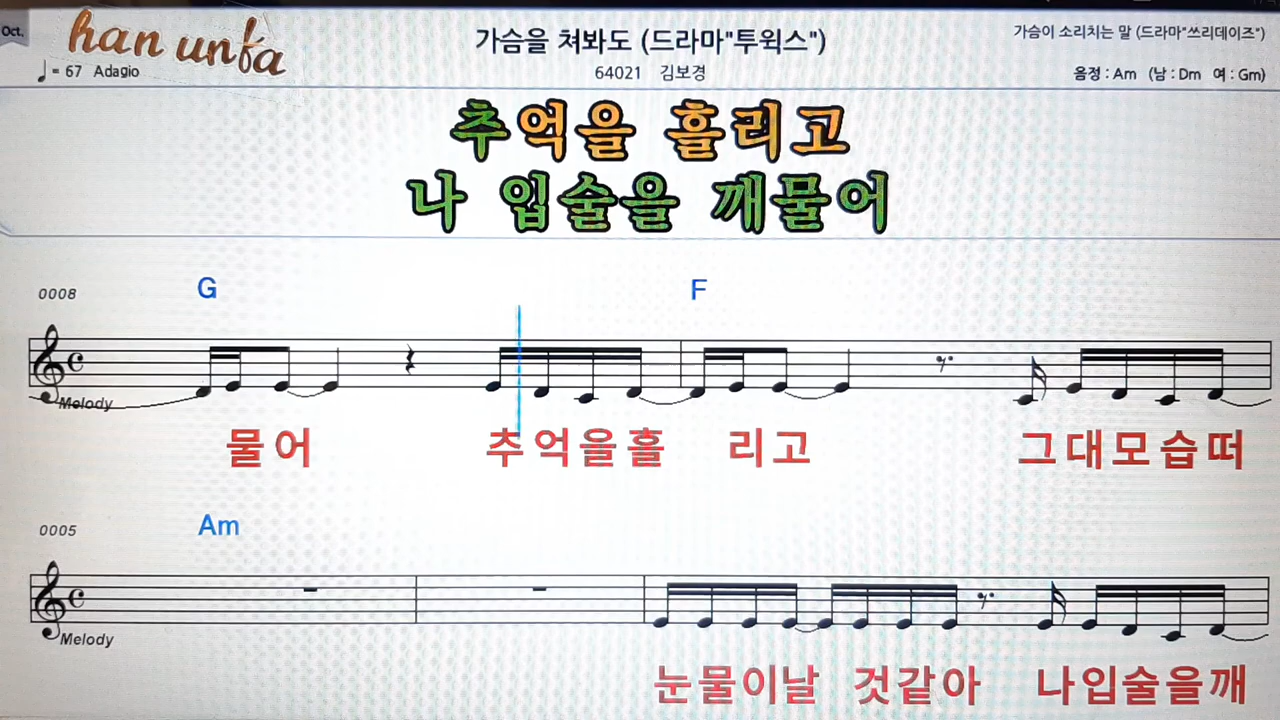 Oct.
han unfa
= 67 Adagio
가슴을 쳐봐도 (드라마"투윅스")
64021 김보경
가슴이 소리치는 말 (드라마"쓰리데이즈")
음정 : Am (남 : Dm 여 : Gm)
추억을 흘리고
나 입술을 깨물어
0008 G F
Melody
물어 추억을흘 리고 그대모습떠
0005 Am
Melody
눈물이날 것같아 나입술을깨